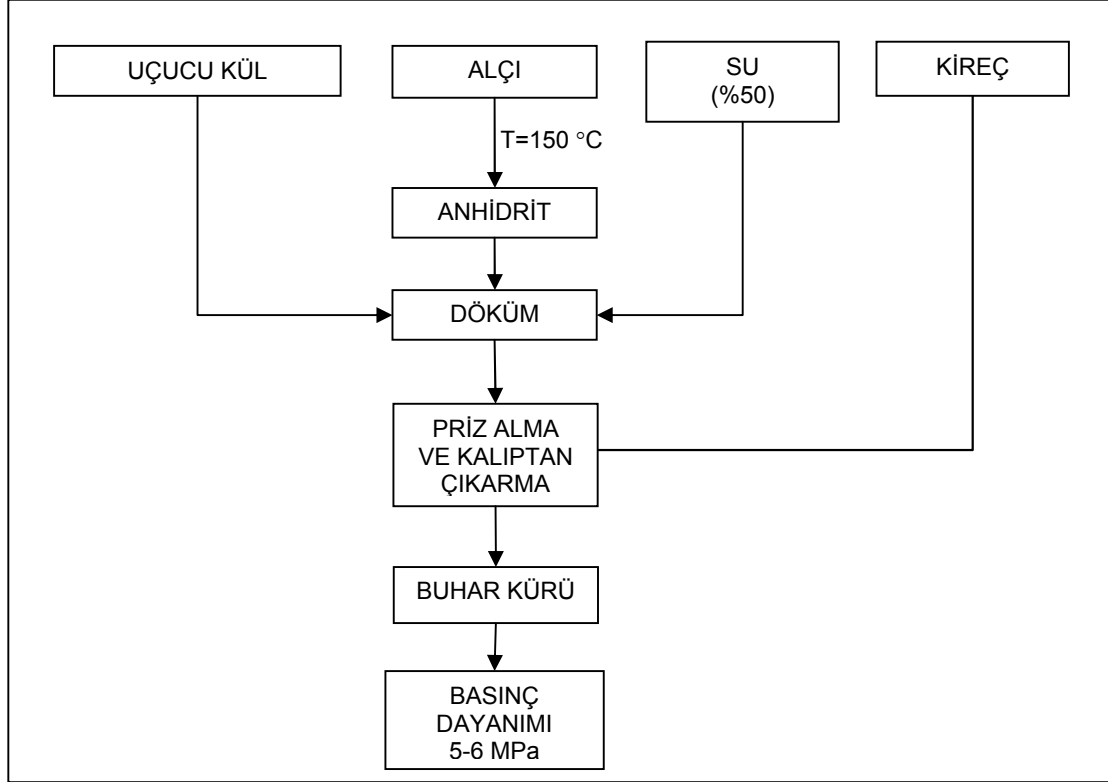 UÇUCU KÜL
ALÇI
SU
(%50)
KİREÇ
T=150 °C
ANHİDRİT
DÖKÜM
PRİZ ALMA
VE KALIPTAN
ÇIKARMA
BUHAR KÜRÜ
BASINÇ
DAYANIMI
5-6 MPa